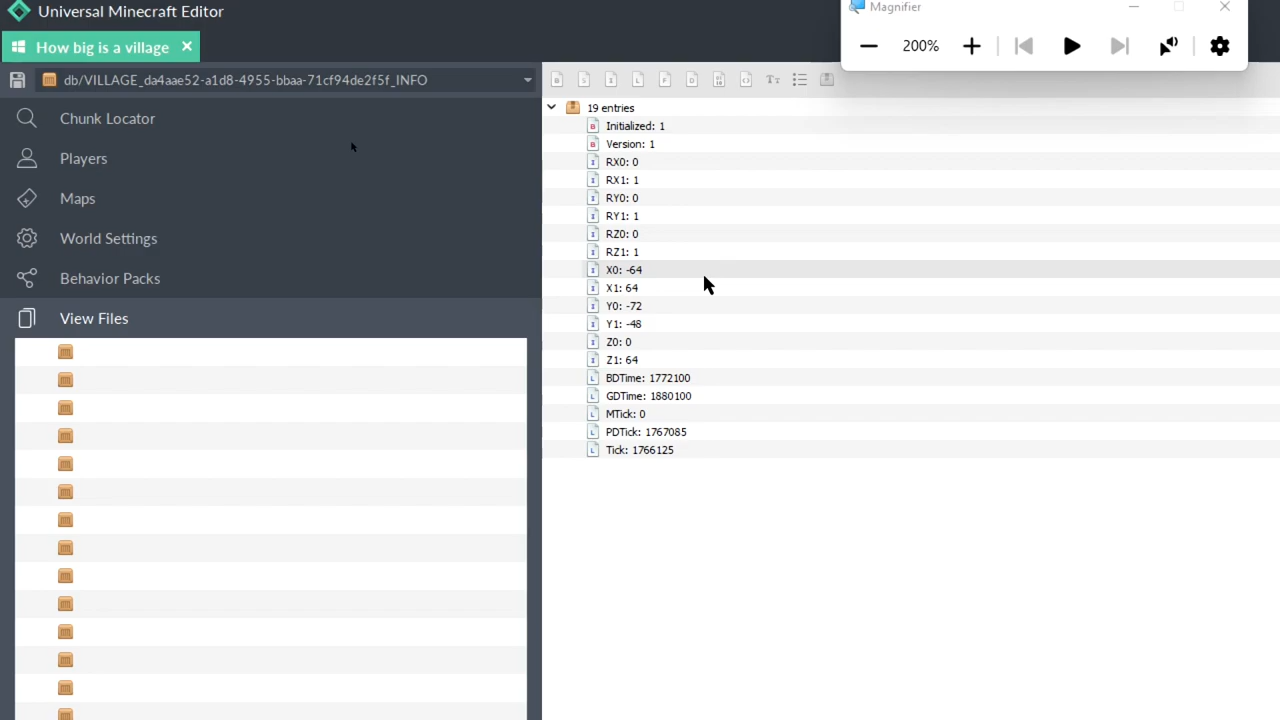 Universal Minecraft Editor
Magnifier
How big is a village
200%
db/VILLAGE_da4aae52-a1d8-4955-bbaa-71cf94de2f5f_INFO
Chunk Locator
Players
Maps
World Settings
Behavior Packs
View Files
19 entries
Initialized: 1
Version: 1
RX0: 0
RX1: 1
RY0: 0
RY1: 1
RZ0: 0
RZ1: 1
X0: -64
X1: 64
Y0: -72
Y1: -48
Z0: 0
Z1: 64
BDTime: 1772100
GDTime: 1880100
MTick: 0
PDTick: 1767085
Tick: 1766125